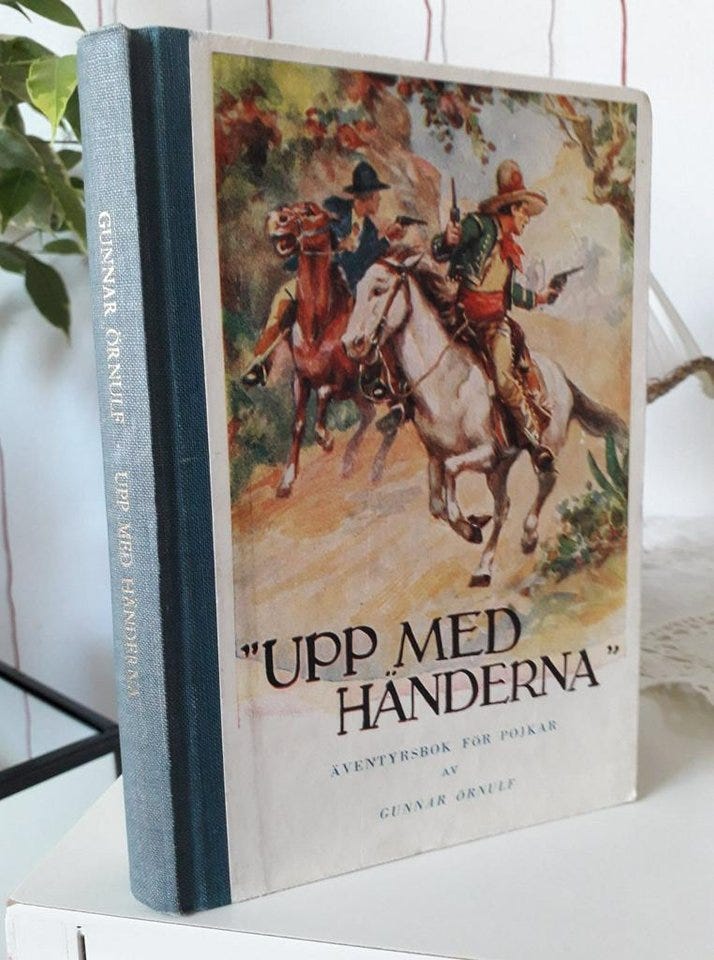 GUNNAR ÖRNULF · UPP MED HÄNDERNA
"UPP MED
HÄNDERNA"
ÄVENTYRSBOK FÖR POJKAR
AV
GUNNAR ÖRNULF